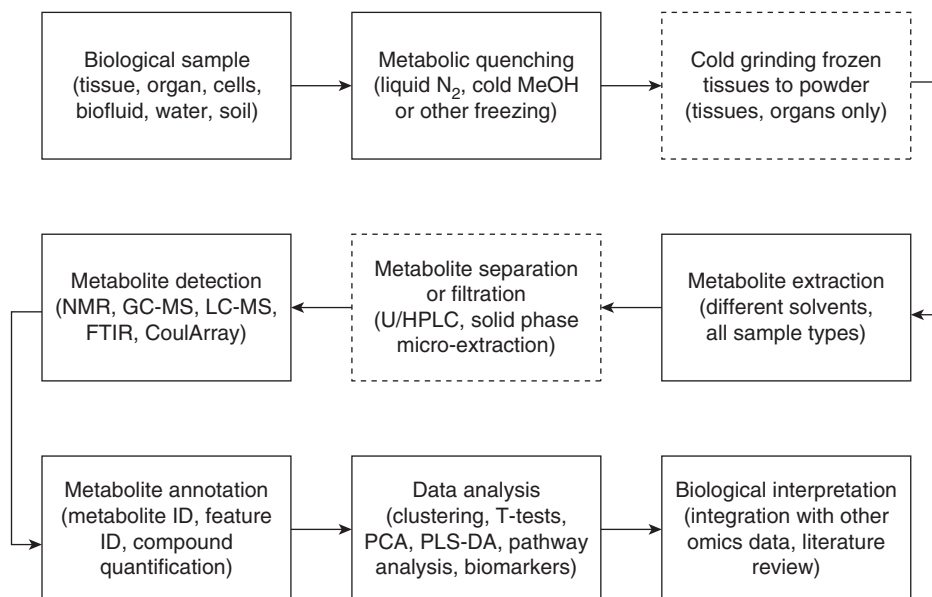 Biological sample
(tissue, organ, cells,
biofluid, water, soil)
Metabolic quenching
(liquid N₂, cold MeOH
or other freezing)
Cold grinding frozen
tissues to powder
(tissues, organs only)
Metabolite extraction
(different solvents,
all sample types)
Metabolite separation
or filtration
(U/HPLC, solid phase
micro-extraction)
Metabolite detection
(NMR, GC-MS, LC-MS,
FTIR, CoulArray)
Metabolite annotation
(metabolite ID, feature
ID, compound
quantification)
Data analysis
(clustering, T-tests,
PCA, PLS-DA, pathway
analysis, biomarkers)
Biological interpretation
(integration with other
omics data, literature
review)